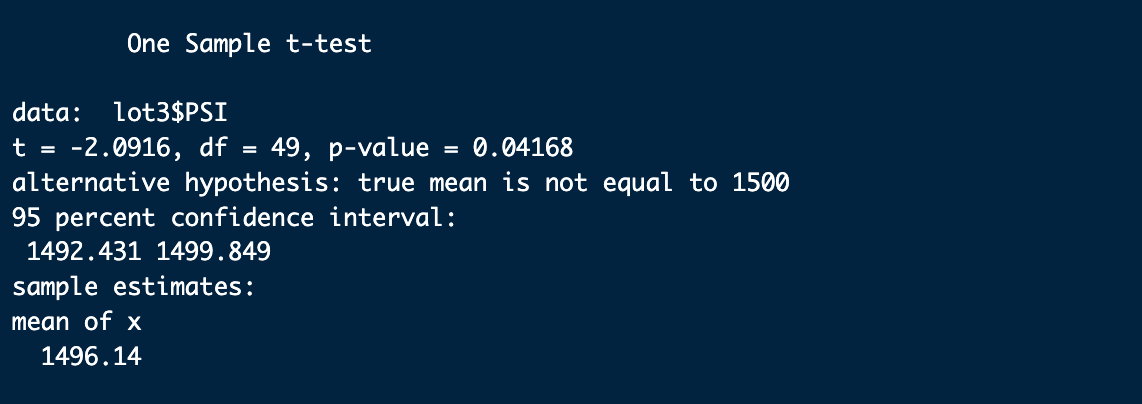 One Sample t-test
data:  lot3$PSI
t = -2.0916, df = 49, p-value = 0.04168
alternative hypothesis: true mean is not equal to 1500
95 percent confidence interval:
1492.431 1499.849
sample estimates:
mean of x
1496.14